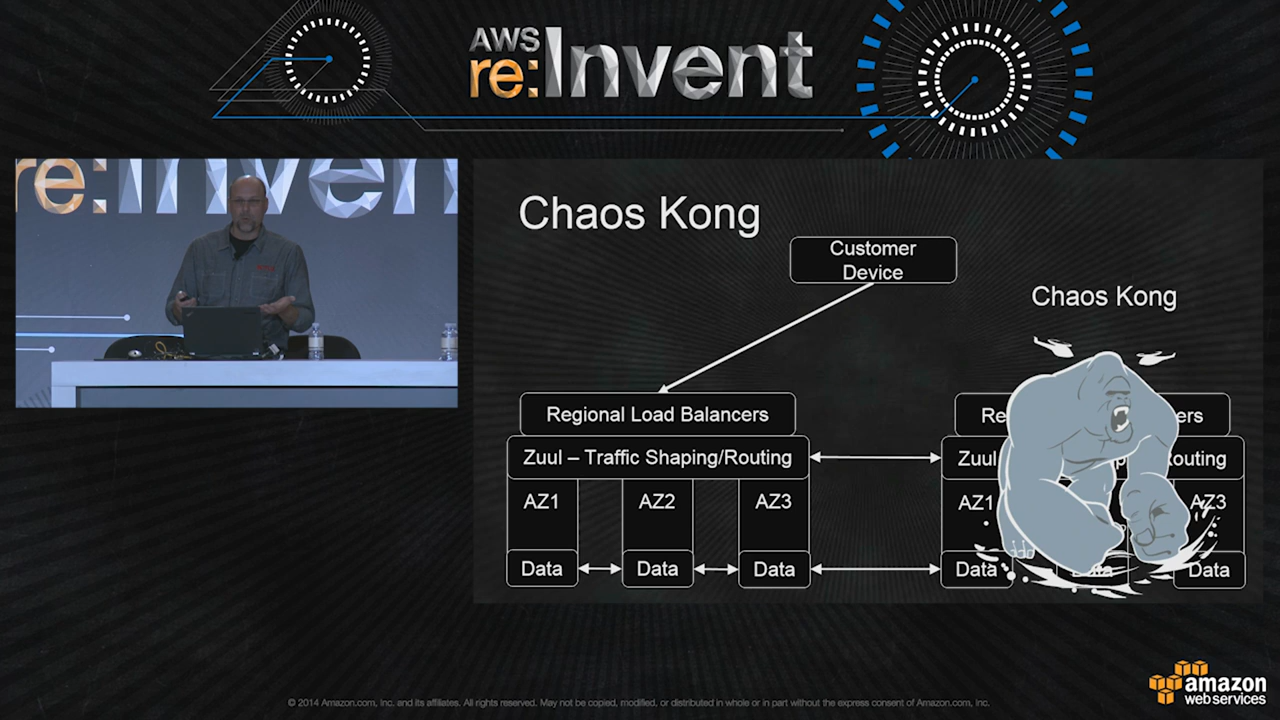 AWS
re:Invent
re:Invent
Chaos Kong
Customer
Device
Chaos Kong
Regional Load Balancers
Zuul – Traffic Shaping/Routing
AZ1
AZ2
AZ3
Data
Data
Data
Re
ers
Zuul
outing
AZ1
AZ3
Data
Data
Data
© 2014 Amazon.com, Inc. and its affiliates. All rights reserved. May not be copied, modified, or distributed in whole or in part without the express consent of Amazon.com, Inc.
amazon
web services